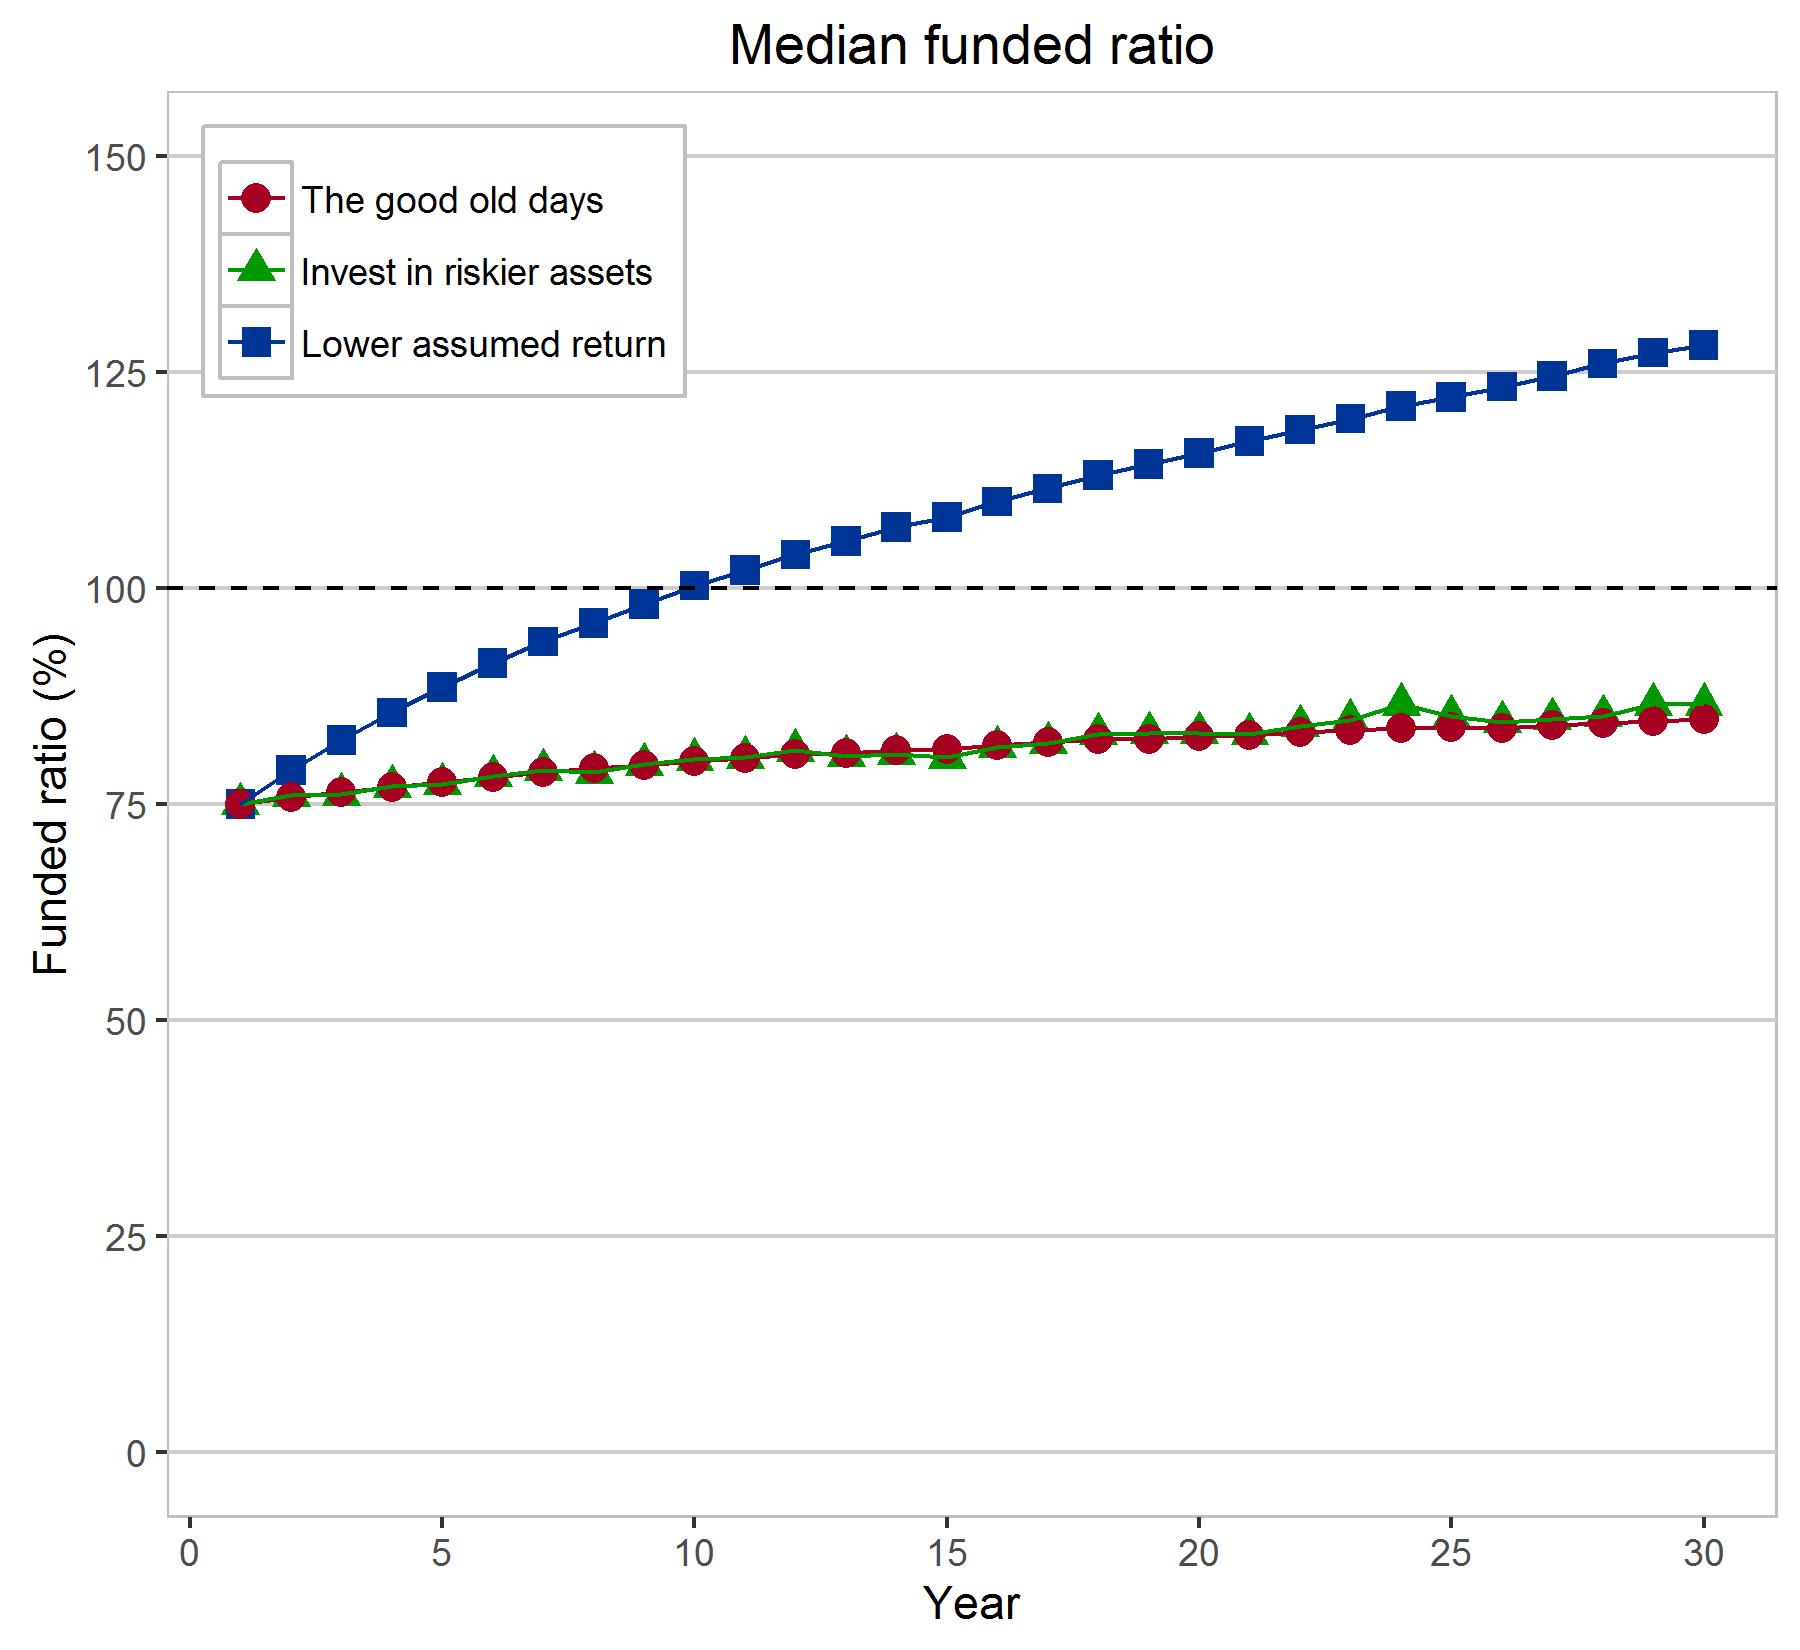 Median funded ratio
The good old days
Invest in riskier assets
Lower assumed return
Funded ratio (%)
150
125
100
75
50
25
0
0 5 10 15 20 25 30
Year